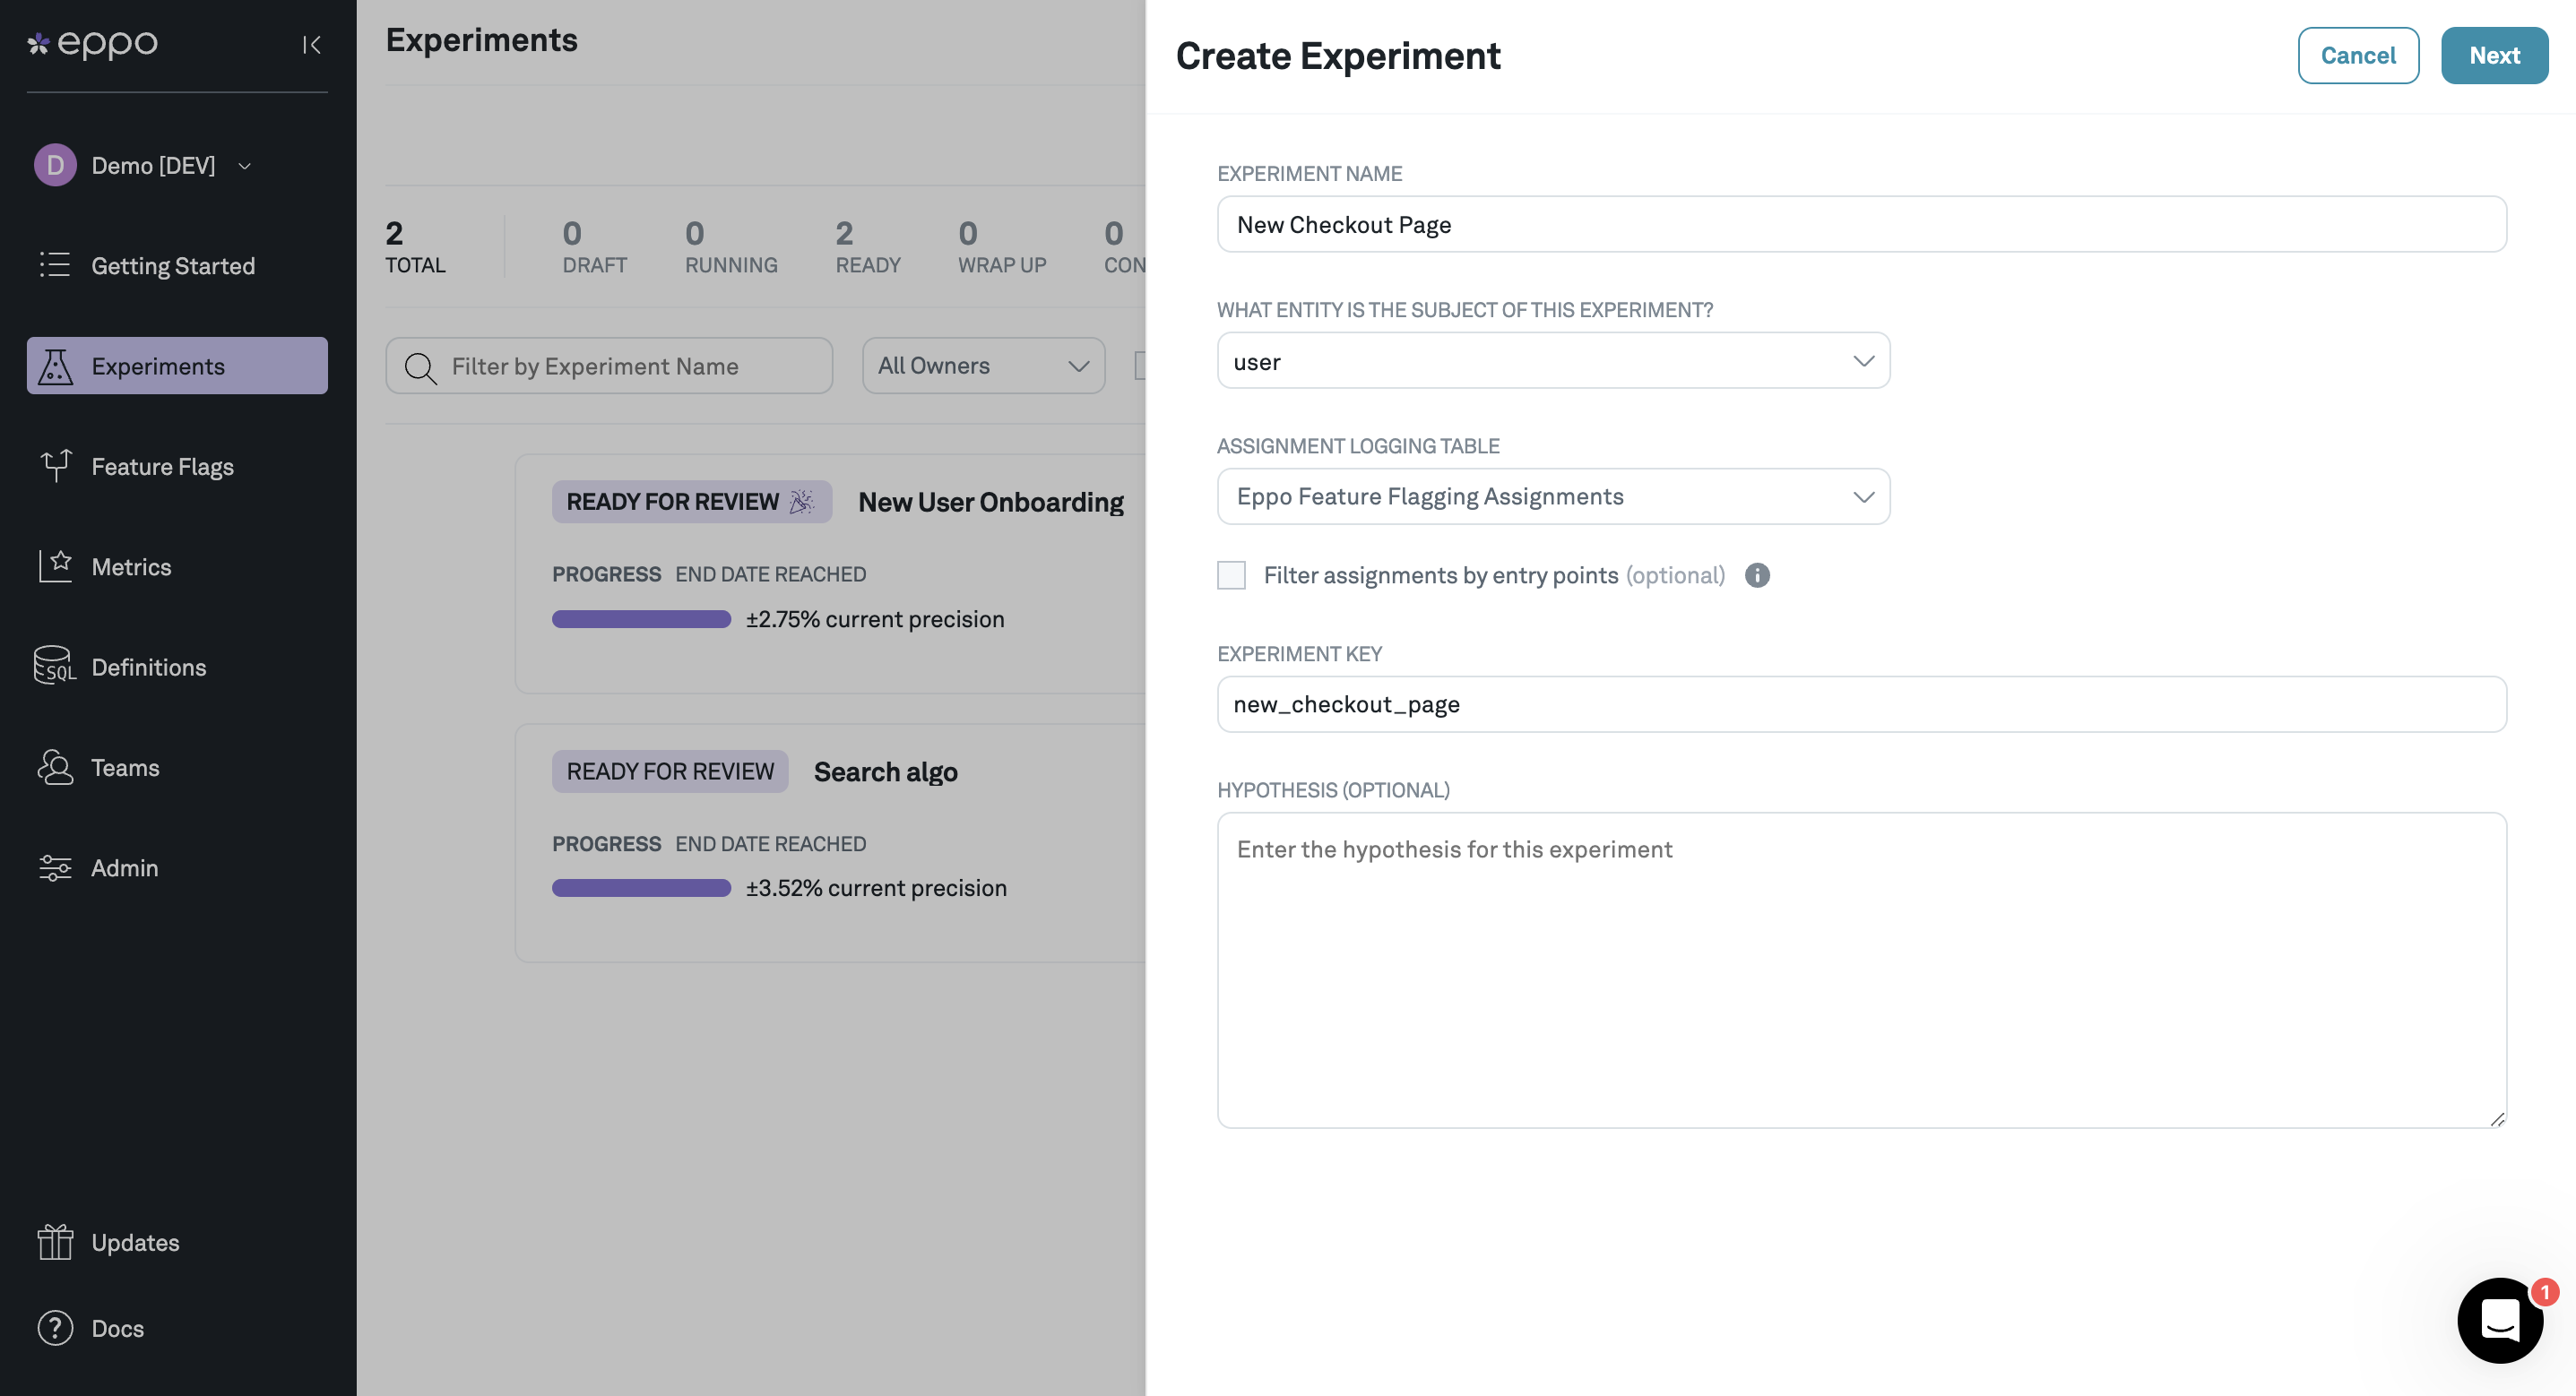 eppo
D Demo [DEV]
Getting Started
Experiments
Feature Flags
Metrics
SQL Definitions
Teams
Admin
Updates
? Docs
Experiments
2 0 0 2 0 0
TOTAL DRAFT RUNNING READY WRAP UP CON
Filter by Experiment Name All Owners
READY FOR REVIEW New User Onboarding
PROGRESS END DATE REACHED
±2.75% current precision
READY FOR REVIEW Search algo
PROGRESS END DATE REACHED
±3.52% current precision
Create Experiment Cancel Next
EXPERIMENT NAME
New Checkout Page
WHAT ENTITY IS THE SUBJECT OF THIS EXPERIMENT?
user
ASSIGNMENT LOGGING TABLE
Eppo Feature Flagging Assignments
Filter assignments by entry points (optional) i
EXPERIMENT KEY
new_checkout_page
HYPOTHESIS (OPTIONAL)
Enter the hypothesis for this experiment
1